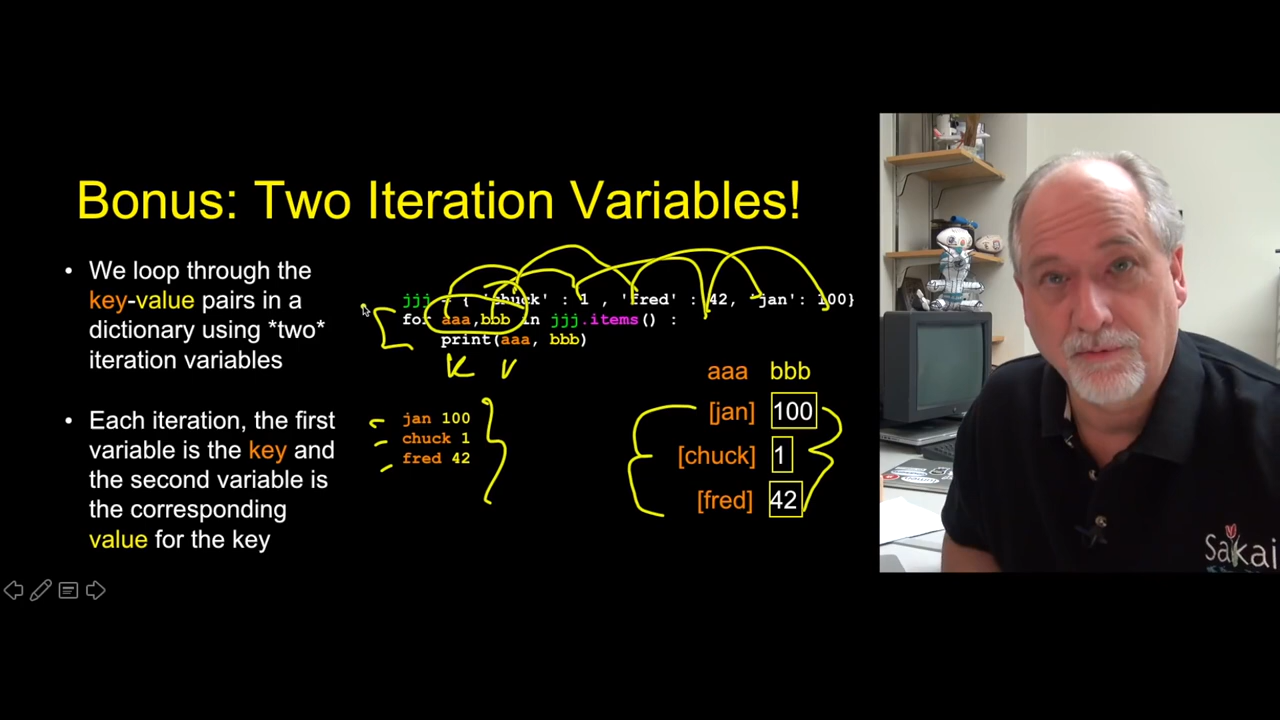 Bonus: Two Iteration Variables!
• We loop through the
key-value pairs in a
dictionary using *two*
iteration variables
• Each iteration, the first
variable is the key and
the second variable is
the corresponding
value for the key
jjj = { 'chuck' : 1 , 'fred' : 42, 'jan': 100}
for aaa,bbb in jjj.items() :
print(aaa, bbb)
K V
jan 100
chuck 1
fred 42
aaa bbb
[jan] 100
[chuck] 1
[fred] 42
Sakai